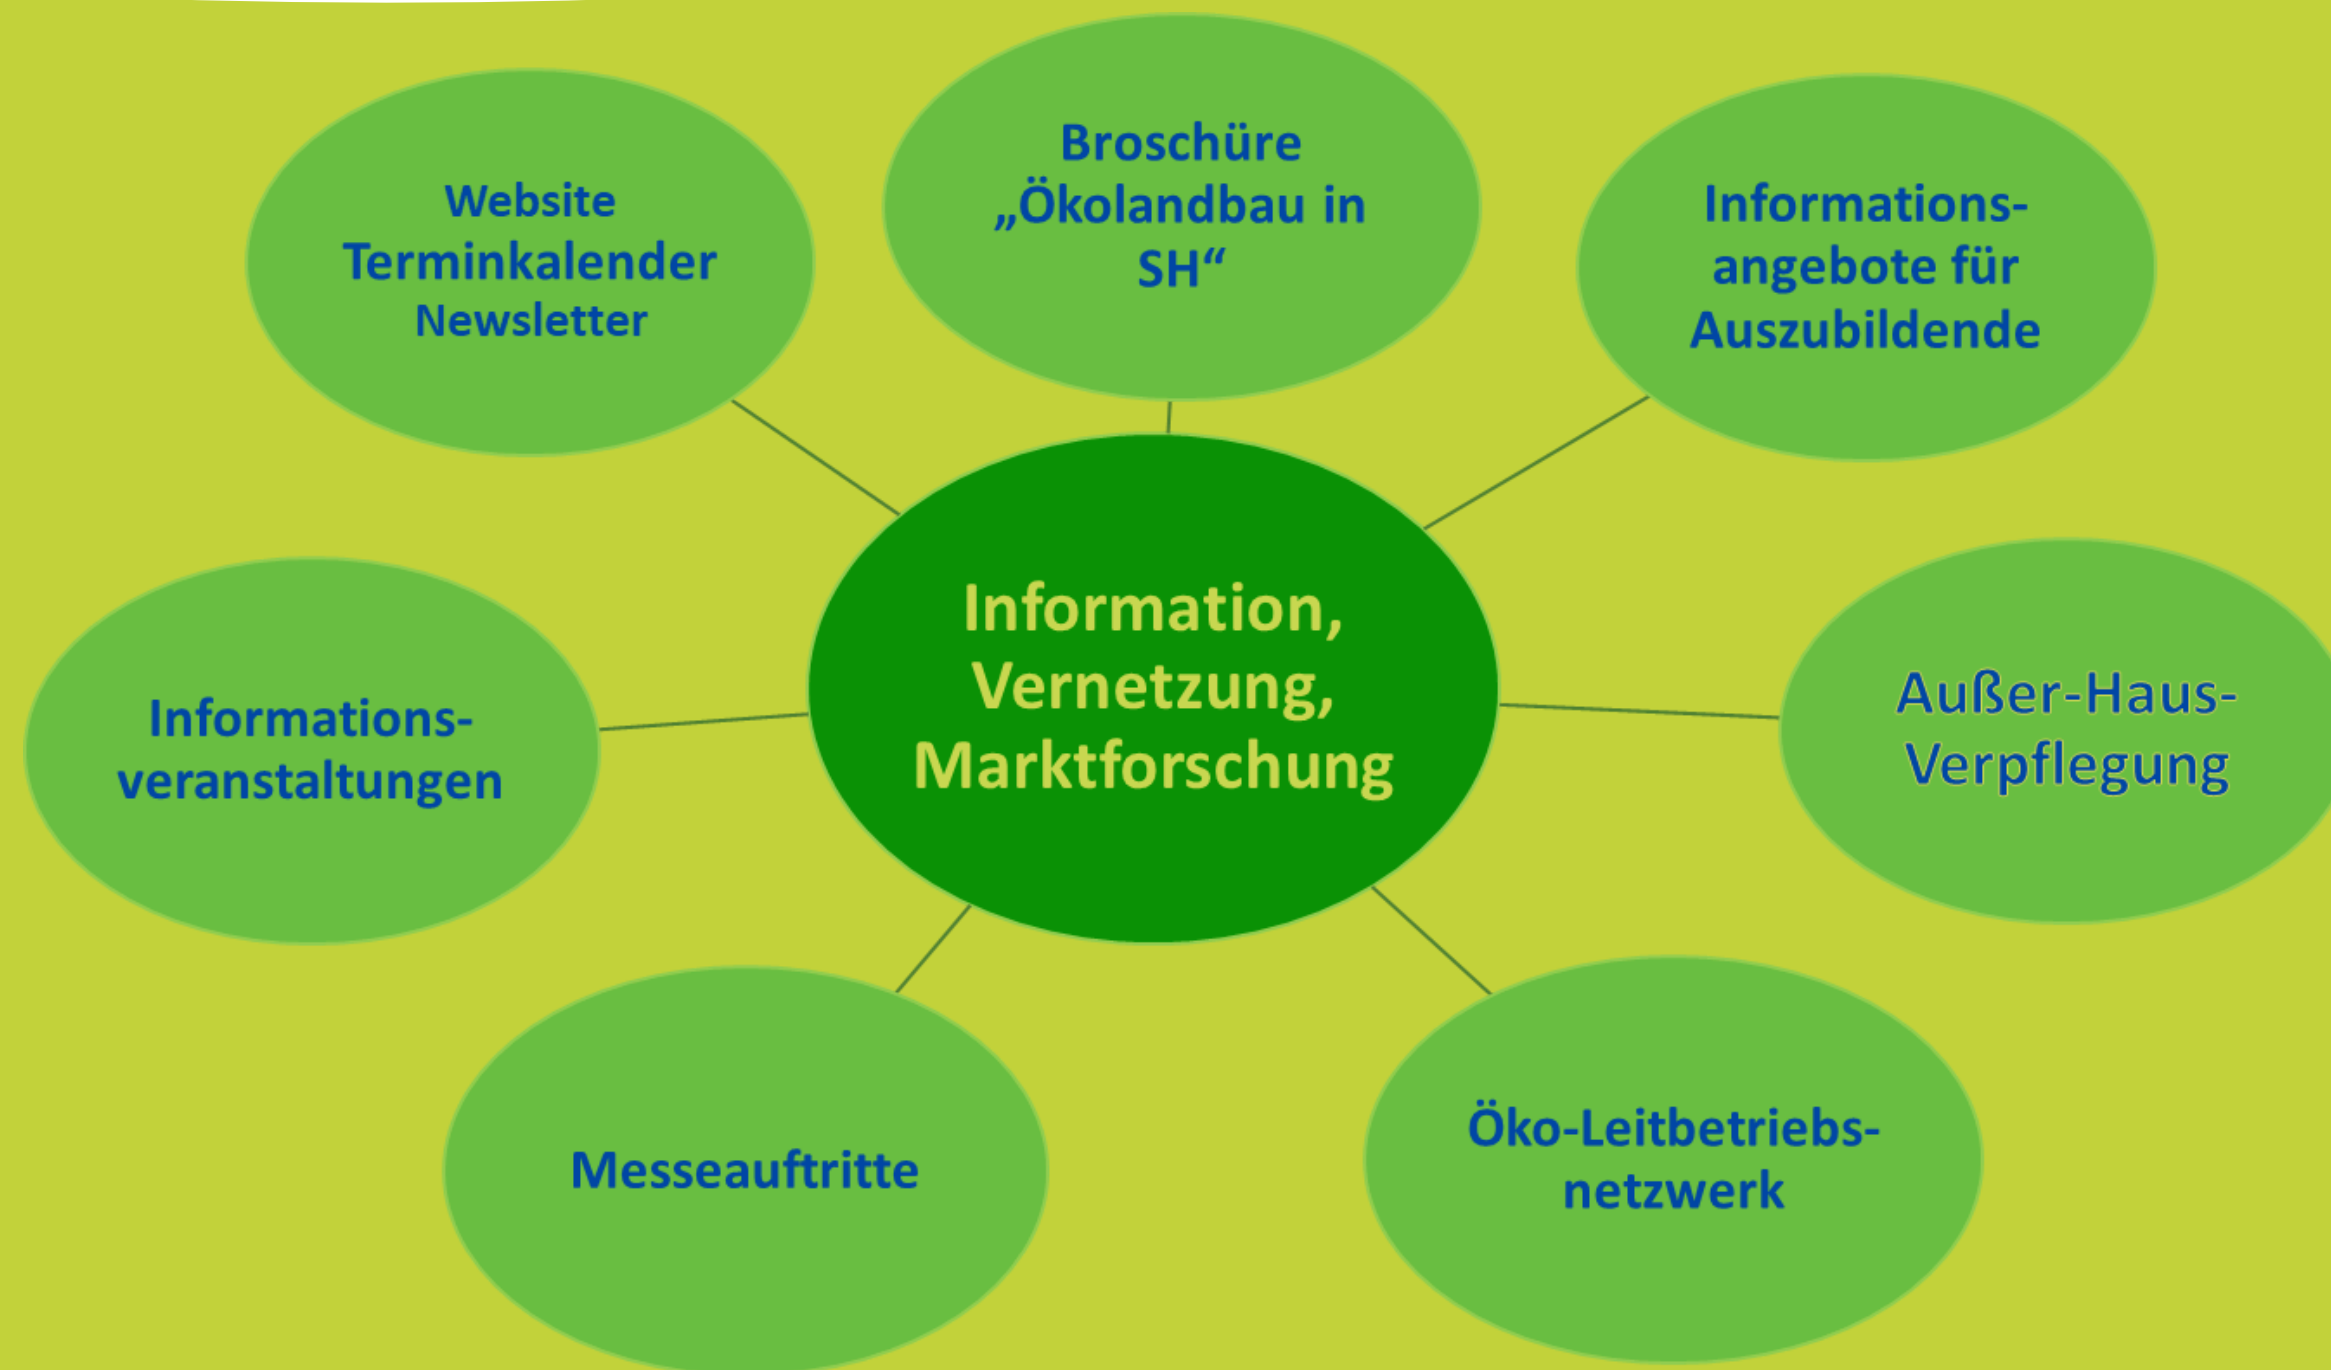 Website
Terminkalender
Newsletter
Broschüre
„Ökolandbau in
SH“
Informations-
angebote für
Auszubildende
Informations-
veranstaltungen
Information,
Vernetzung,
Marktforschung
Außer-Haus-
Verpflegung
Messeauftritte
Öko-Leitbetriebs-
netzwerk